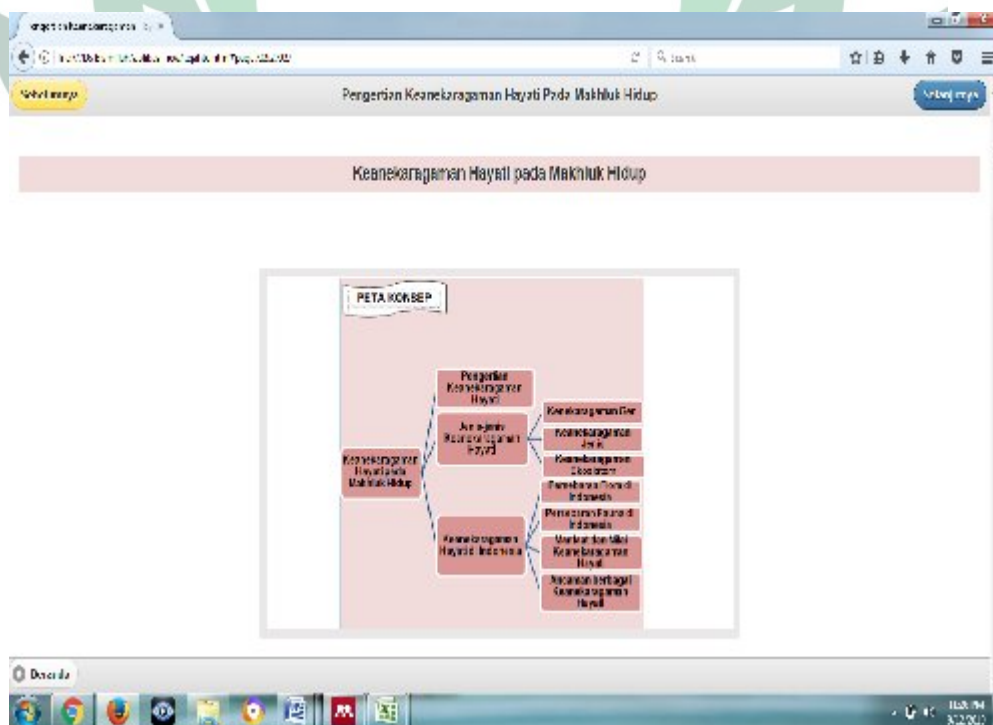 Sebelumnya
Pengertian Keanekaragaman Hayati Pada Makhluk Hidup
Selanjutnya
Keanekaragaman Hayati pada Makhluk Hidup
PETA KONSEP
Pengertian
Keanekaragaman
Hayati
Jenis-jenis
Keanekaragaman
Hayati
Keanekaragaman Gen
Keanekaragaman
Jenis
Keanekaragaman
Ekosistem
Keanekaragaman
Hayati pada
Makhluk Hidup
Persebaran Flora di
Indonesia
Persebaran Fauna di
Indonesia
Keanekaragaman
Hayati di Indonesia
Manfaat dan Nilai
Keanekaragaman
Hayati
Ancaman berbagai
Keanekaragaman
Hayati
Beranda